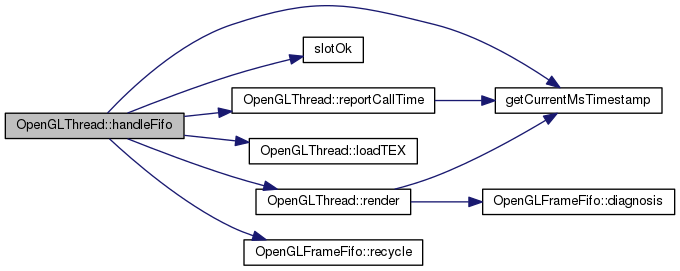 OpenGLThread::handleFifo
slotOk
OpenGLThread::reportCallTime
getCurrentMsTimestamp
OpenGLThread::loadTEX
OpenGLThread::render
OpenGLFrameFifo::diagnosis
OpenGLFrameFifo::recycle